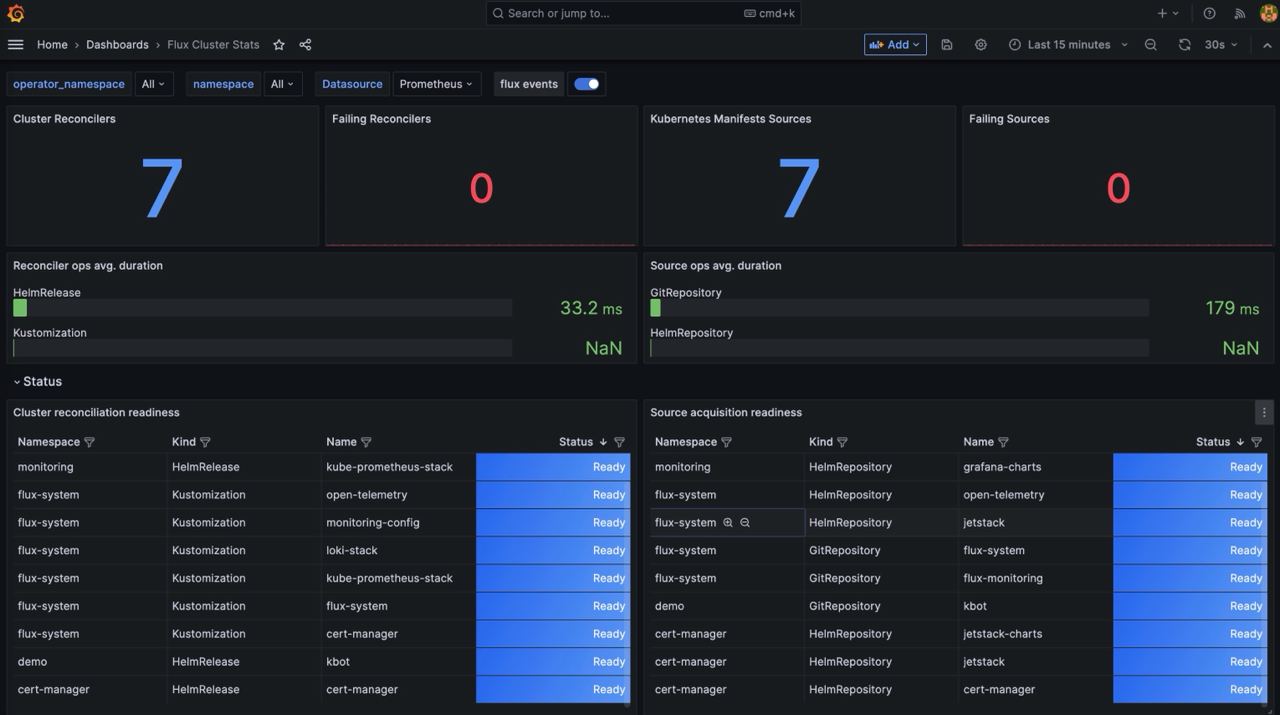 Search or jump to... cmd+k
Home › Dashboards › Flux Cluster Stats Add Last 15 minutes 30s
operator_namespace All namespace All Datasource Prometheus flux events
Cluster Reconcilers
7
Failing Reconcilers
0
Kubernetes Manifests Sources
7
Failing Sources
0
Reconciler ops avg. duration
HelmRelease
33.2 ms
Kustomization
NaN
Source ops avg. duration
GitRepository
179 ms
HelmRepository
NaN
Status
Cluster reconciliation readiness
Namespace Kind Name Status
monitoring HelmRelease kube-prometheus-stack Ready
flux-system Kustomization open-telemetry Ready
flux-system Kustomization monitoring-config Ready
flux-system Kustomization loki-stack Ready
flux-system Kustomization kube-prometheus-stack Ready
flux-system Kustomization flux-system Ready
flux-system Kustomization cert-manager Ready
demo HelmRelease kbot Ready
cert-manager HelmRelease cert-manager Ready
Source acquisition readiness
Namespace Kind Name Status
monitoring HelmRepository grafana-charts Ready
flux-system HelmRepository open-telemetry Ready
flux-system HelmRepository jetstack Ready
flux-system GitRepository flux-system Ready
flux-system GitRepository flux-monitoring Ready
demo GitRepository kbot Ready
cert-manager HelmRepository jetstack-charts Ready
cert-manager HelmRepository jetstack Ready
cert-manager HelmRepository cert-manager Ready